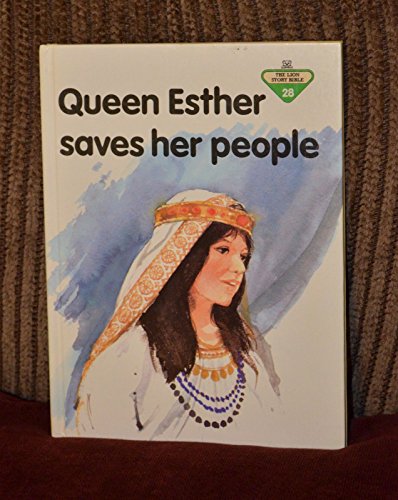 THE LION
STORY BIBLE
28
Queen Esther
saves her people